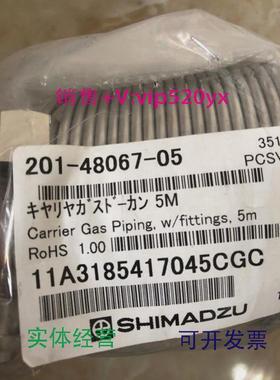 销售+V:vip520yx
201-48067-05
351
PCSV
キャリヤガスドーカン 5M
Carrier Gas Piping, w/fittings, 5m
RoHS 1.00
11A3185417045CGC
SHIMADZU
实体经营 可开发票